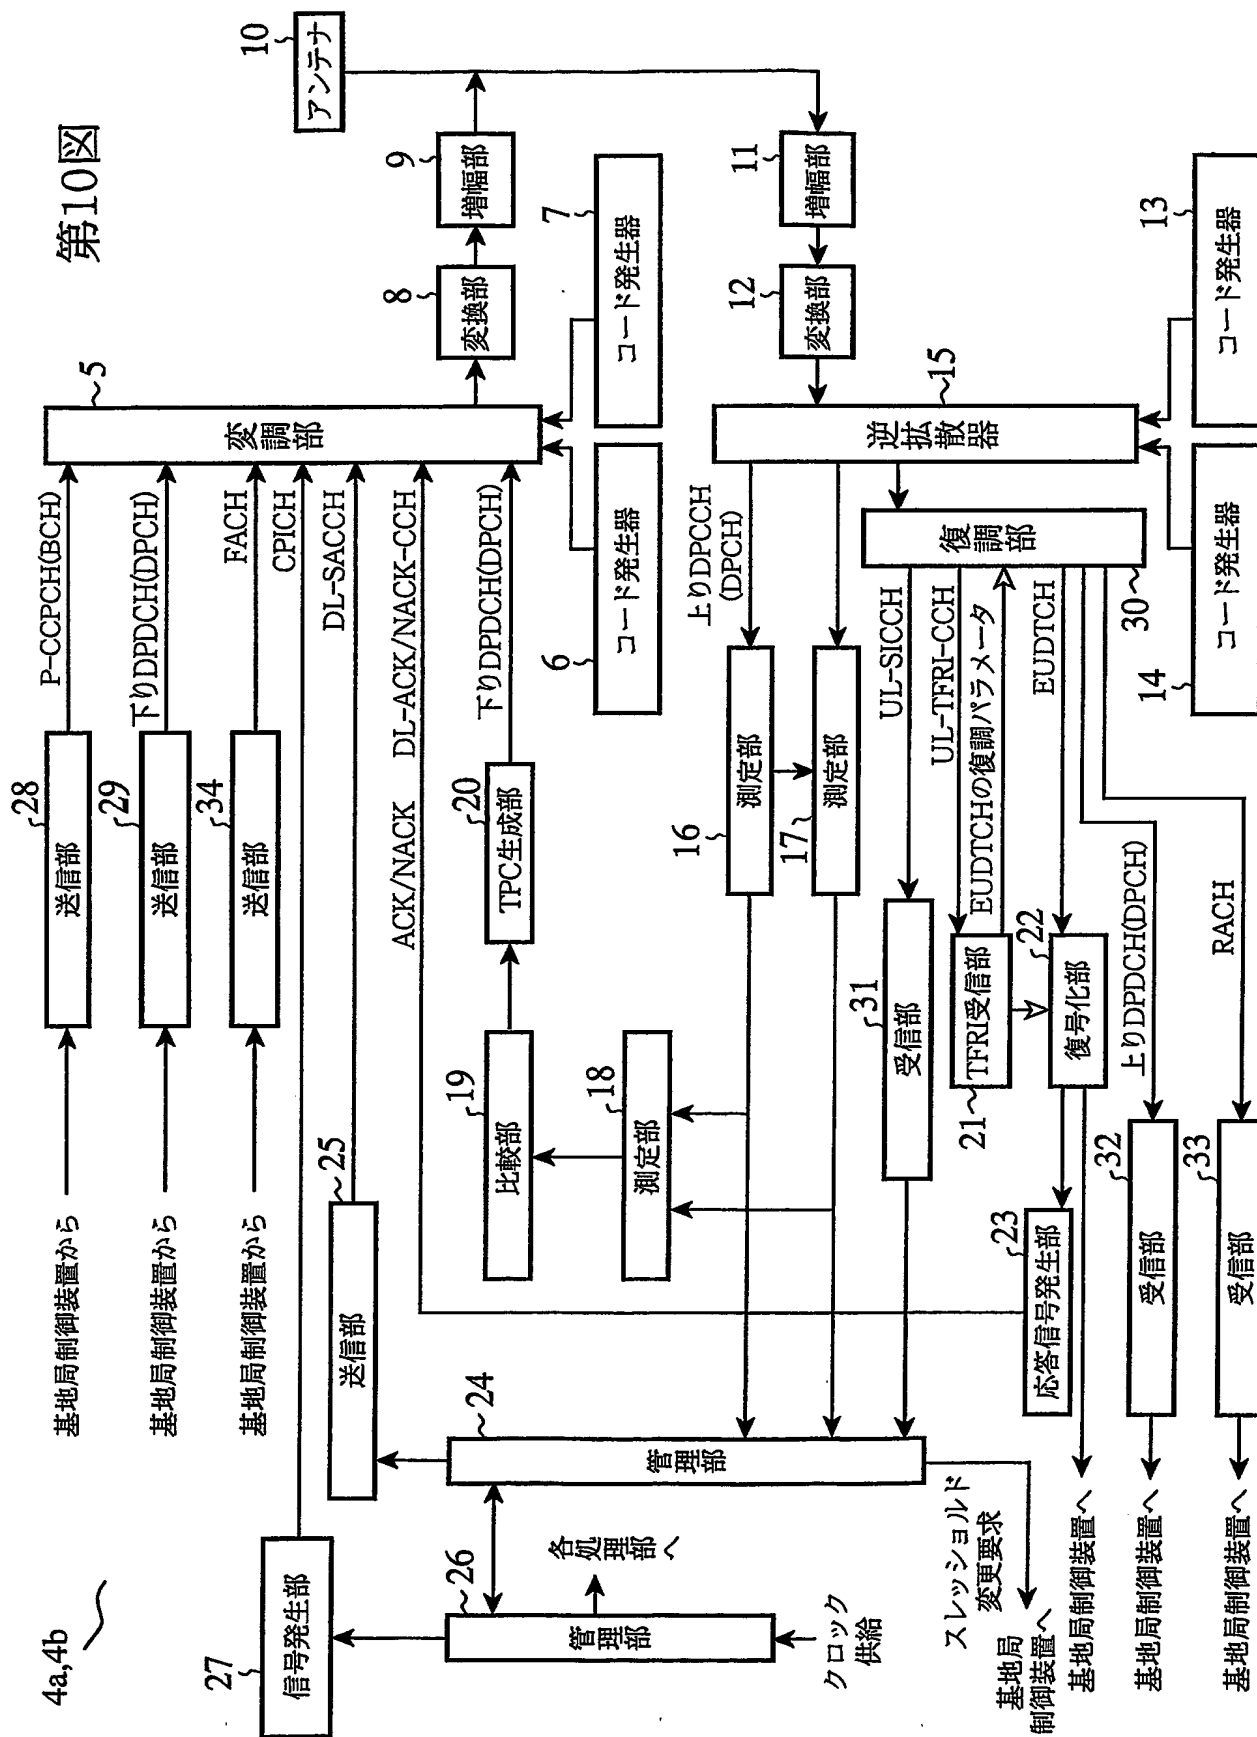 第10図
4a,4b
基地局制御装置から
28
送信部
P-CCPCH(BCH)
5
変調部
基地局制御装置から
29
送信部
下りDPDCH(DPCH)
基地局制御装置から
34
送信部
FACH
27
信号発生部
CPICH
25
送信部
DL-SACCH
ACK/NACK
DL-ACK/NACK-CCH
8
変換部
9
増幅部
10
アンテナ
19
比較部
20
TPC生成部
下りDPDCH(DPCH)
6
コード発生器
7
コード発生器
18
測定部
26
管理部
各処理部へ
クロック
供給
24
管理部
16
測定部
上りDPCCH
(DPCH)
17
測定部
15
逆拡散器
12
変換部
11
増幅部
31
受信部
UL-SICCH
21
TFRI受信部
UL-TFRI-CCH
EUDTCHの復調パラメータ
復調部
30
スレッショルド
変更要求
基地局
制御装置へ
23
応答信号発生部
22
復号化部
EUDTCH
基地局制御装置へ
32
受信部
上りDPDCH(DPCH)
基地局制御装置へ
33
受信部
RACH
基地局制御装置へ
14
コード発生器
13
コード発生器